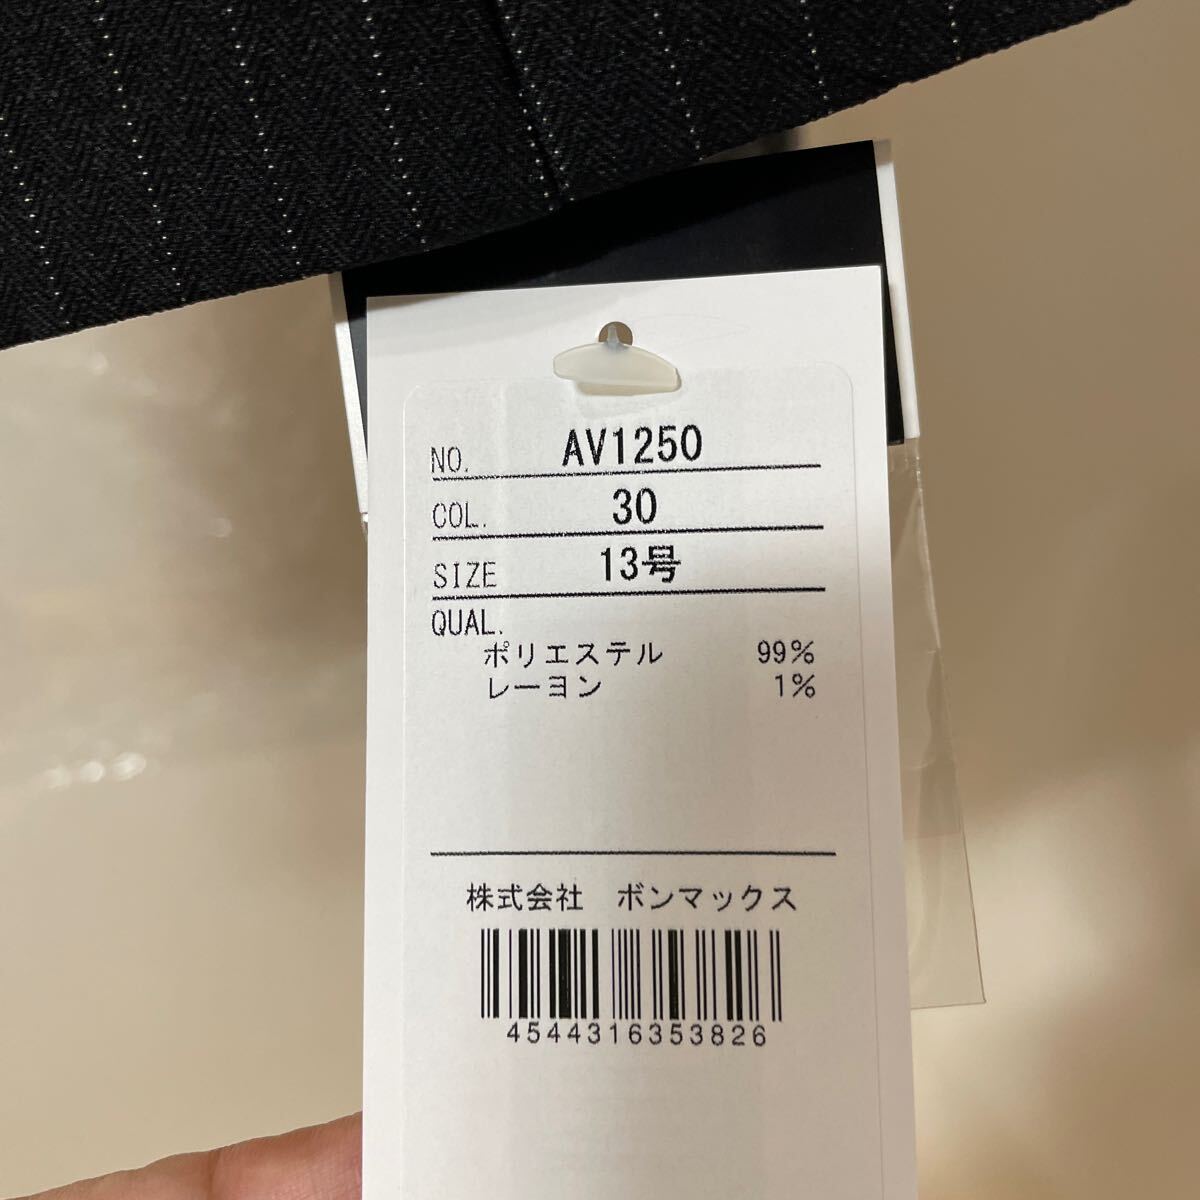 NO. AV1250
COL. 30
SIZE 13号
QUAL.
ポリエステル 99%
レーヨン 1%
株式会社 ボンマックス
4544316353826